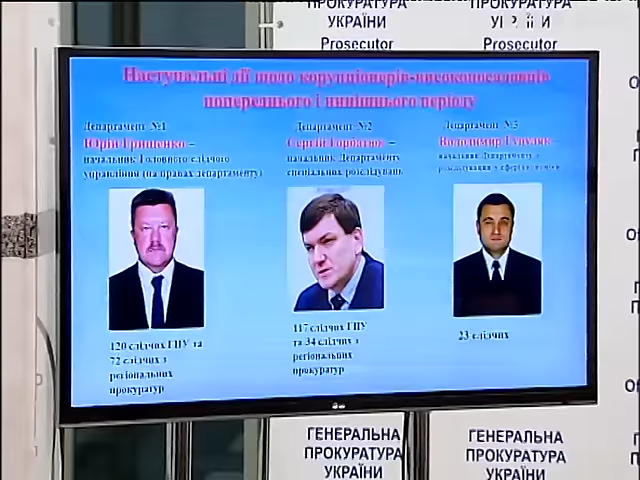 ПРОКУРАТУРА ПРОКУРАТУРА
УКРАЇНИ
Prosecutor Prosecutor
Наступальні дії щодо корупціонерів-високопосадовців
попереднього і нинішнього періоду
Департамент №1
Юрій Грищенко –
начальник Головного слідчого
управління (на правах департаменту)
Департамент №2
Сергій Горбатюк –
начальник Департаменту
спеціальних розслідувань
Департамент №3
Володимир
начальник Департаменту
120 слідчих ГПУ та
72 слідчих з
регіональних
прокуратур
117 слідчих ГПУ
та 34 слідчих з
регіональних
прокуратур
23 слідчих
ГЕНЕРАЛЬНА ГЕНЕРАЛЬНА
ПРОКУРАТУРА ПРОКУРАТУРА
УКРАЇНИ УКРАЇНИ